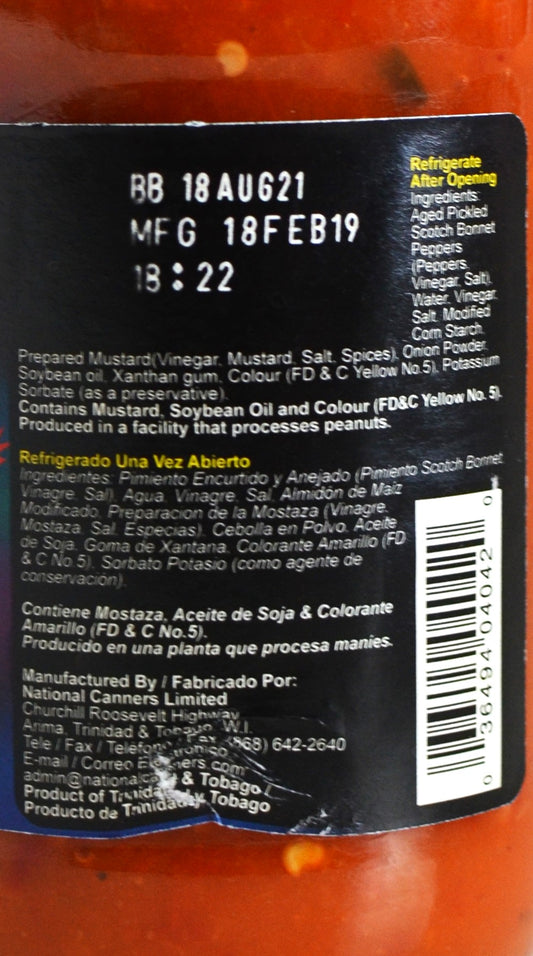 BB 18AUG21
MFG 18FEB19
18:22
Refrigerate
After Opening
Ingredients:
Aged Pickled
Scotch Bonnet
Peppers
(Peppers,
Vinegar, Salt),
Water, Vinegar,
Salt, Modified
Corn Starch,
Prepared Mustard(Vinegar, Mustard, Salt, Spices), Onion Powder,
Soybean oil, Xanthan gum, Colour (FD & C Yellow No.5), Potassium
Sorbate (as a preservative).
Contains Mustard, Soybean Oil and Colour (FD&C Yellow No. 5).
Produced in a facility that processes peanuts.
Refrigerado Una Vez Abierto
Ingredientes: Pimiento Encurtido y Anejado (Pimiento Scotch Bonnet,
Vinagre, Sal), Agua, Vinagre, Sal, Almidón de Maíz
Modificado, Preparacion de la Mostaza (Vinagre,
Mostaza, Sal, Especias), Cebolla en Polvo, Aceite
de Soja, Goma de Xantana, Colorante Amarillo (FD
& C No.5), Sorbato Potasio (como agente de
conservación).
Contiene Mostaza, Aceite de Soja & Colorante
Amarillo (FD & C No.5).
Producido en una planta que procesa maníes.
Manufactured By / Fabricado Por:
National Canners Limited
Churchill Roosevelt Highway,
Arima, Trinidad & Tobago, W.I.
Tele / Fax / Telefono Fax (868) 642-2640
E-mail / Correo
Product of Trinidad & Tobago /
Producto de Trinidad y Tobago
0 36494 04042 0